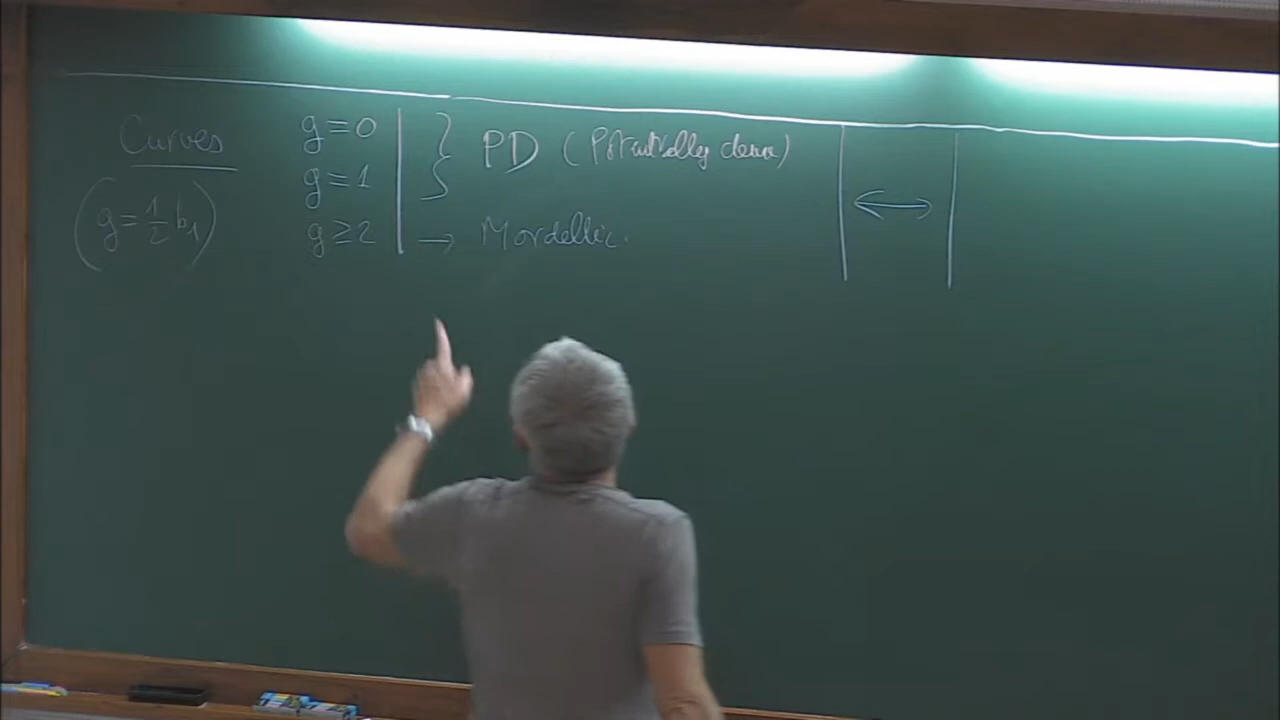 Curves
(g = 1/2 b₁)
g = 0
g = 1
g ≥ 2
} PD (Potentially dense)
→ Mordellic.
↔